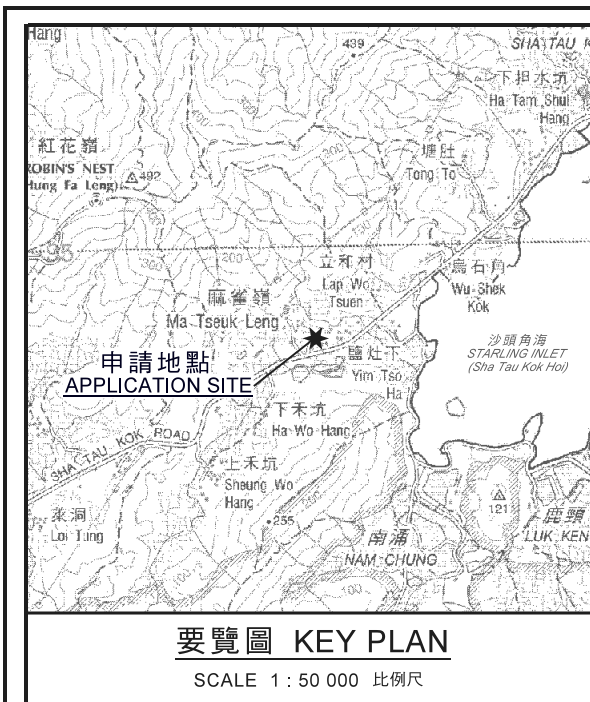 Hang
439
SHA TAU K
下担水坑
Ha Tam Shui
Hang
紅花嶺
ROBIN'S NEST
(Hung Fa Leng)
492
塘肚
Tong To
300
200
立和村
Lap Wo
Tsuen
烏石角
Wu Shek
Kok
麻雀嶺
Ma Tseuk Leng
沙頭角海
STARLING INLET
(Sha Tau Kok Hoi)
申請地點
APPLICATION SITE
鹽灶下
Yim Tso
Ha
下禾坑
Ha Wo Hang
SHA TAU KOK ROAD
上禾坑
Sheung Wo
Hang
萊洞
Loi Tung
255
121
鹿頸
LUK KEN
南涌
NAM CHUNG
100
要覽圖 KEY PLAN
SCALE 1 : 50 000 比例尺